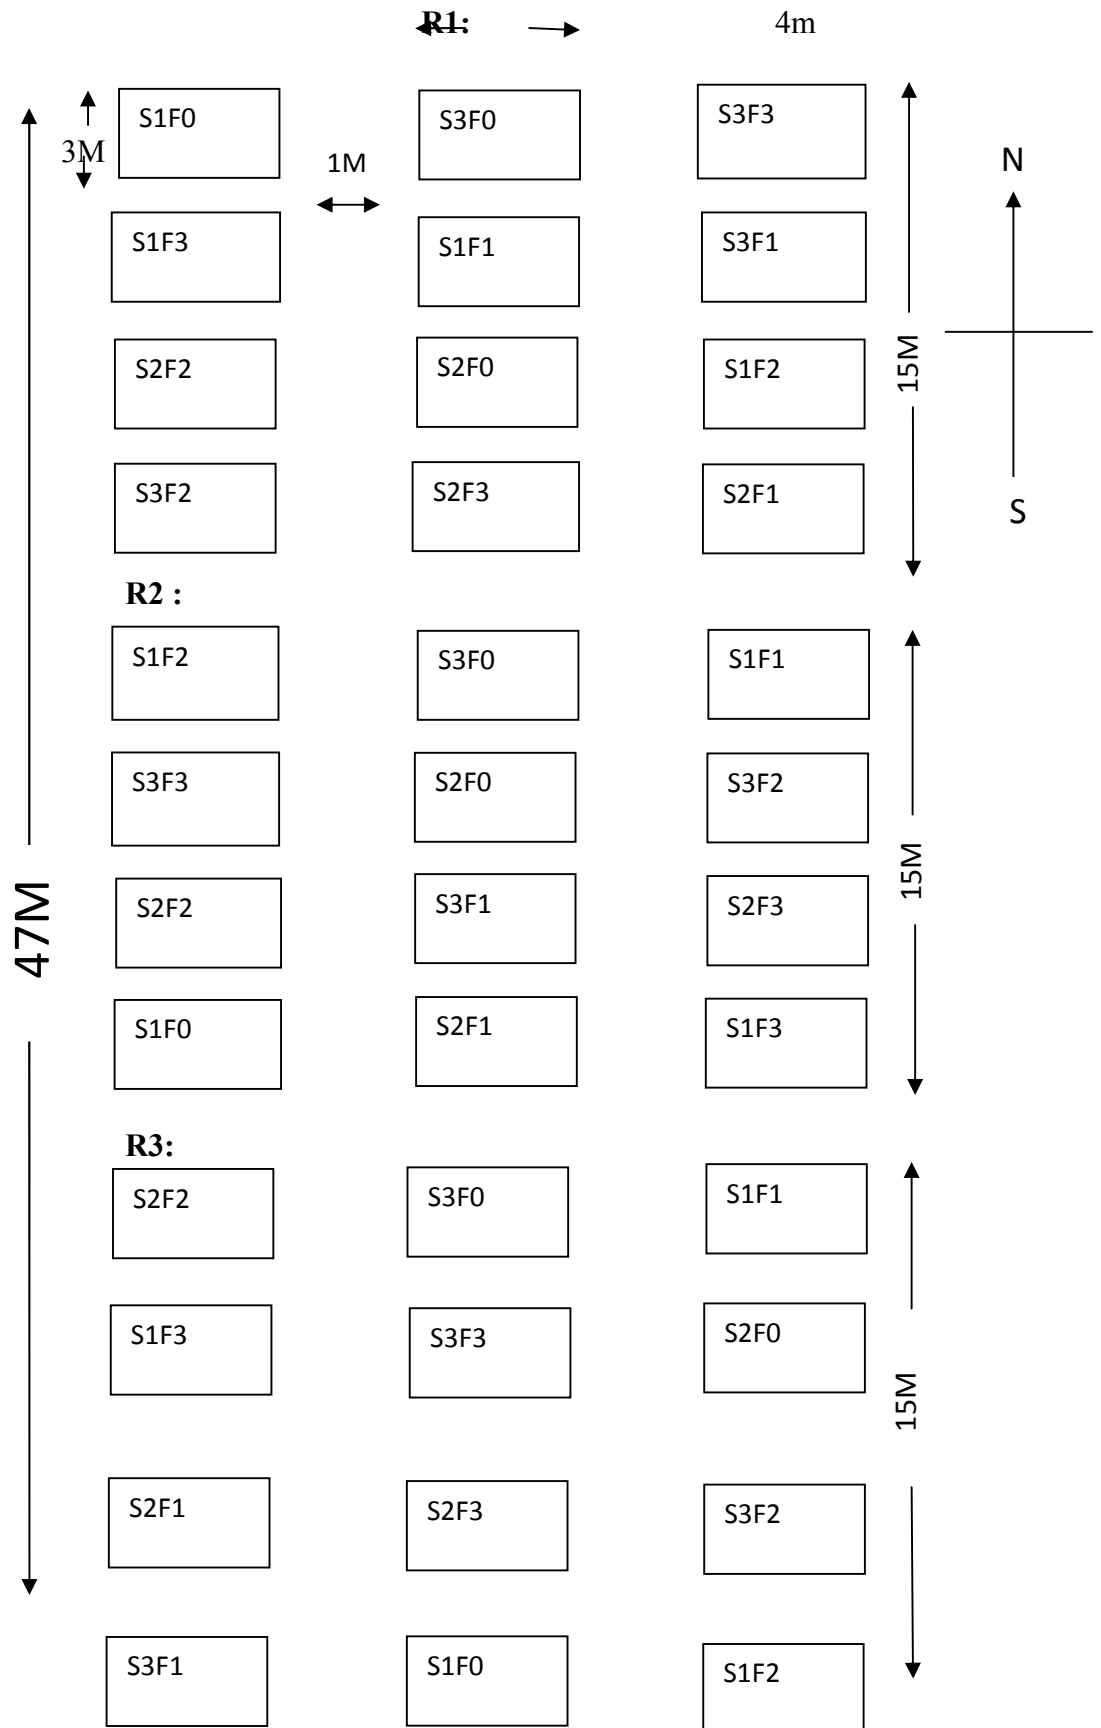 R1: 4m
S1F0 S3F0 S3F3
3M
1M
N
S1F3 S1F1 S3F1
S2F2 S2F0 S1F2
15M
S3F2 S2F3 S2F1
S
R2 :
S1F2 S3F0 S1F1
S3F3 S2F0 S3F2
15M
S2F2 S3F1 S2F3
47M
S1F0 S2F1 S1F3
R3:
S2F2 S3F0 S1F1
S1F3 S3F3 S2F0
15M
S2F1 S2F3 S3F2
S3F1 S1F0 S1F2